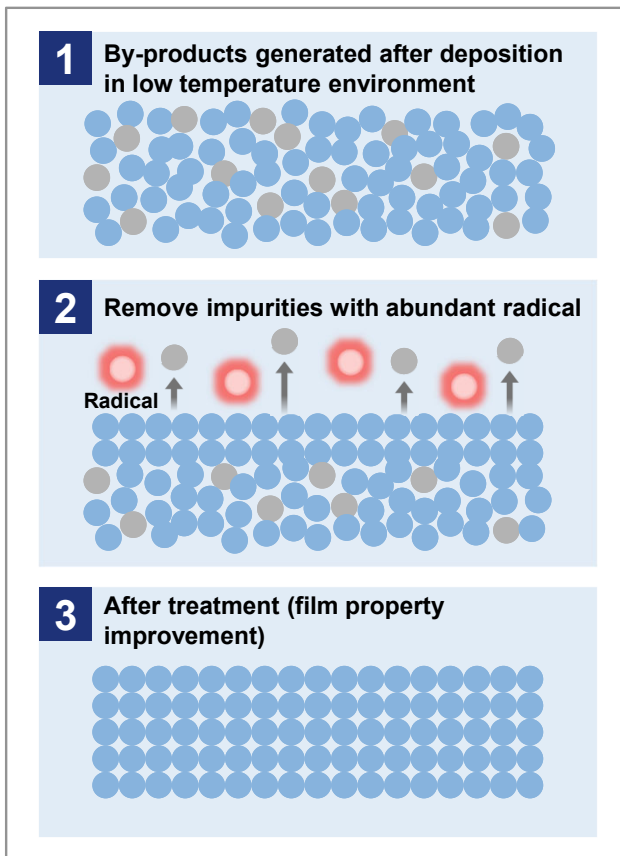 1
By-products generated after deposition
in low temperature environment
2
Remove impurities with abundant radical
Radical
3
After treatment (film property
improvement)